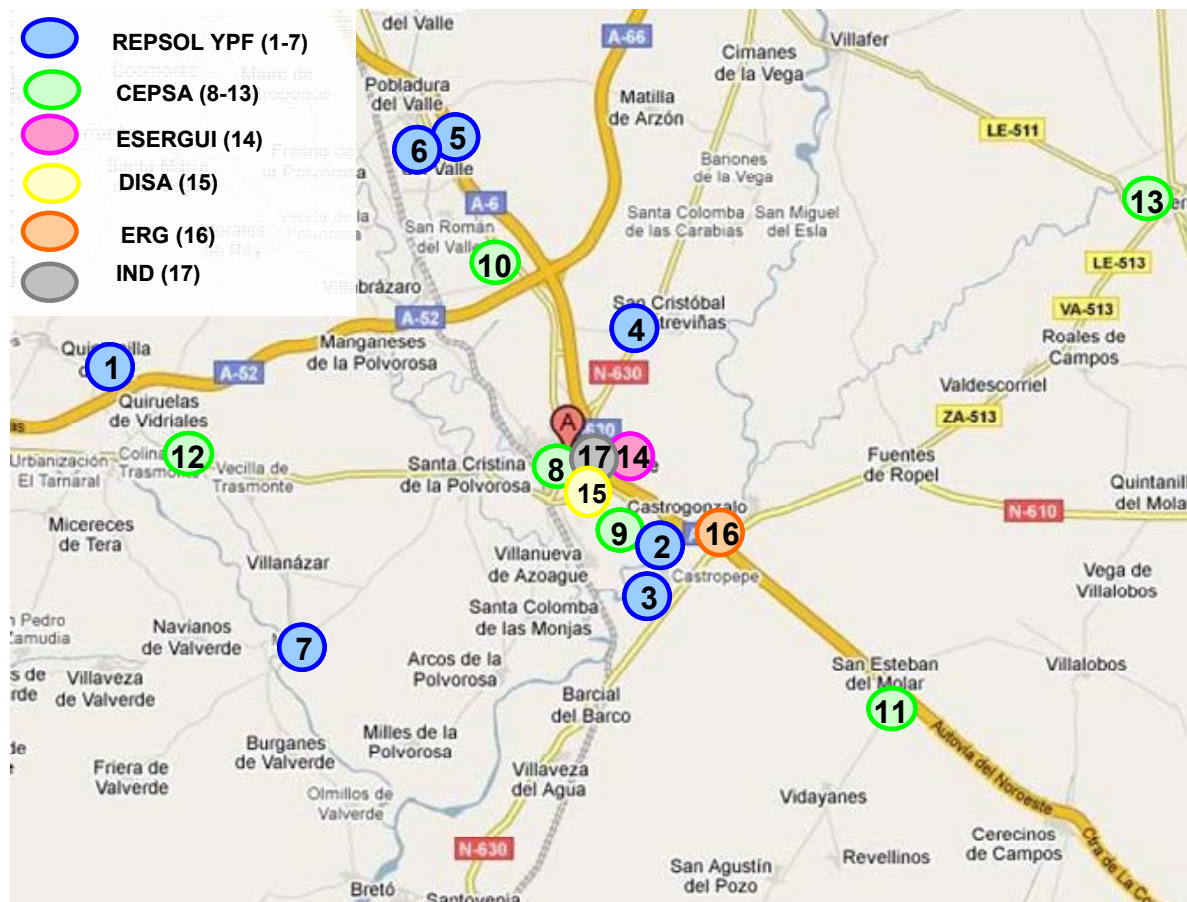 REPSOL YPF (1-7)
CEPSA (8-13)
ESERGUI (14)
DISA (15)
ERG (16)
IND (17)
del Valle
A-66
Villafer
Cimanes
de la Vega
Pobladura
del Valle
Matilla
de Arzón
LE-511
5
6
Valle
Bariones
de la Vega
A-6
13
Santa Colomba
de las Carabias
San Miguel
del Esla
San Román
del Valle
10
LE-513
Villabrázaro
San Cristóbal
4
VA-513
A-52
Manganeses
de la Polvorosa
Roales de
Campos
1
A-52
N-630
Valdescorriel
Quiruelas
de Vidriales
ZA-513
A
630
12
Urbanización
El Tamaral
Vecilla de
Trasmonte
Santa Cristina
de la Polvorosa
8
17
14
15
Fuentes
de Ropel
Castrogonzalo
N-610
Micereces
de Tera
9
2
16
Villanueva
de Azoague
Villanázar
Castropepe
3
Vega de
Villalobos
Santa Colomba
de las Monjas
Navianos
de Valverde
7
Arcos de la
Polvorosa
San Esteban
del Molar
Villalobos
Villaveza
de Valverde
Barcial
del Barco
11
Milles de la
Polvorosa
Autovía del Noroeste
Burganes
de Valverde
Friera de
Valverde
Villaveza
del Agua
Olmillos de
Valverde
Vidayanes
Cerecinos
de Campos
N-630
Revellinos
San Agustín
del Pozo
Bretó
Santovenia